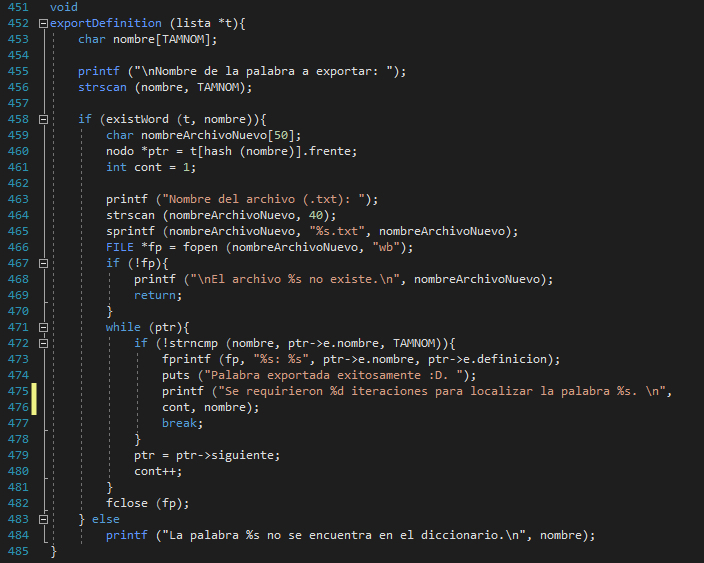 451 void
452 exportDefinition (lista *t){
453     char nombre[TAMNOM];
454
455     printf ("\nNombre de la palabra a exportar: ");
456     strscan (nombre, TAMNOM);
457
458     if (existWord (t, nombre)){
459         char nombreArchivoNuevo[50];
460         nodo *ptr = t[hash (nombre)].frente;
461         int cont = 1;
462
463         printf ("Nombre del archivo (.txt): ");
464         strscan (nombreArchivoNuevo, 40);
465         sprintf (nombreArchivoNuevo, "%s.txt", nombreArchivoNuevo);
466         FILE *fp = fopen (nombreArchivoNuevo, "wb");
467         if (!fp){
468             printf ("\nEl archivo %s no existe.\n", nombreArchivoNuevo);
469             return;
470         }
471         while (ptr){
472             if (!strncmp (nombre, ptr->e.nombre, TAMNOM)){
473                 fprintf (fp, "%s: %s", ptr->e.nombre, ptr->e.definicion);
474                 puts ("Palabra exportada exitosamente :D. ");
475                 printf ("Se requirieron %d iteraciones para localizar la palabra %s. \n",
476                 cont, nombre);
477                 break;
478             }
479             ptr = ptr->siguiente;
480             cont++;
481         }
482         fclose (fp);
483     } else
484         printf ("La palabra %s no se encuentra en el diccionario.\n", nombre);
485 }